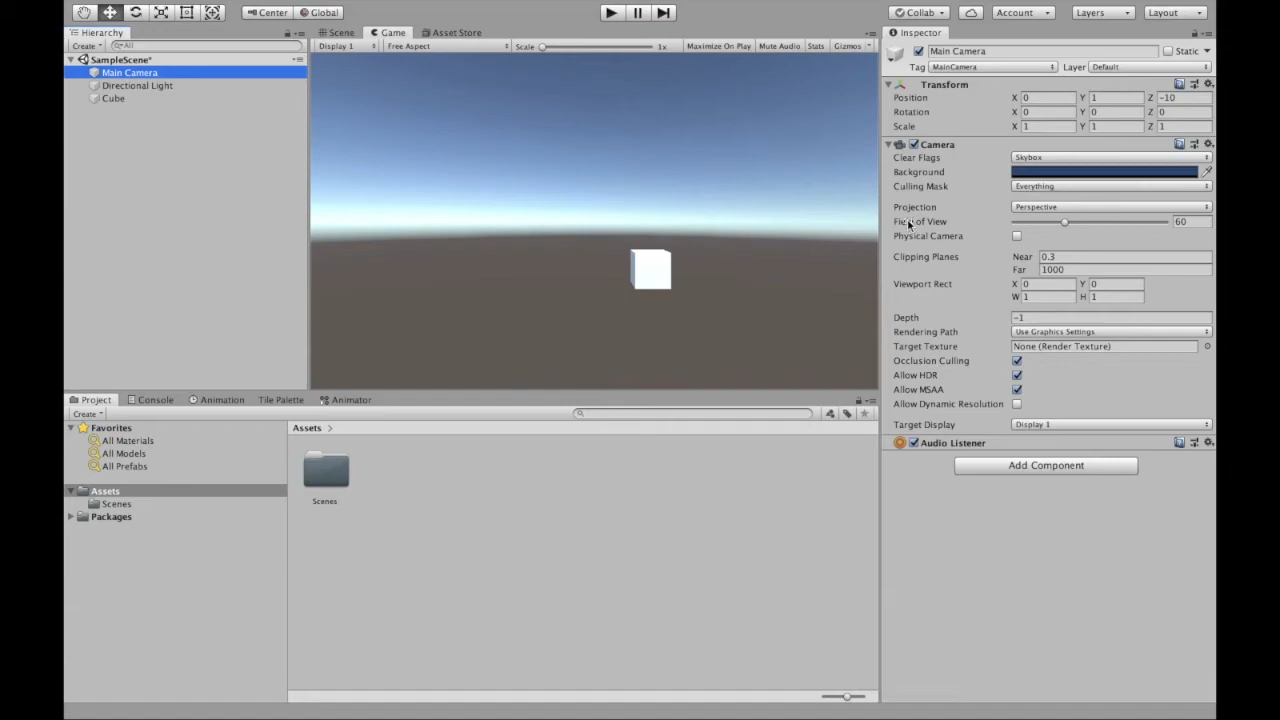 Center Global Collab Account Layers Layout
Hierarchy
Create All
SampleScene*
Main Camera
Directional Light
Cube
Scene Game Asset Store
Display 1 Free Aspect Scale 1x Maximize On Play Mute Audio Stats Gizmos
Inspector
Main Camera Static
Tag MainCamera Layer Default
Transform
Position X 0 Y 1 Z -10
Rotation X 0 Y 0 Z 0
Scale X 1 Y 1 Z 1
Camera
Clear Flags Skybox
Background
Culling Mask Everything
Projection Perspective
Field of View 60
Physical Camera
Clipping Planes Near 0.3
Far 1000
Viewport Rect X 0 Y 0
W 1 H 1
Depth -1
Rendering Path Use Graphics Settings
Target Texture None (Render Texture)
Occlusion Culling
Allow HDR
Allow MSAA
Allow Dynamic Resolution
Target Display Display 1
Audio Listener
Add Component
Project Console Animation Tile Palette Animator
Create
Favorites
All Materials
All Models
All Prefabs
Assets
Scenes
Packages
Assets
Scenes